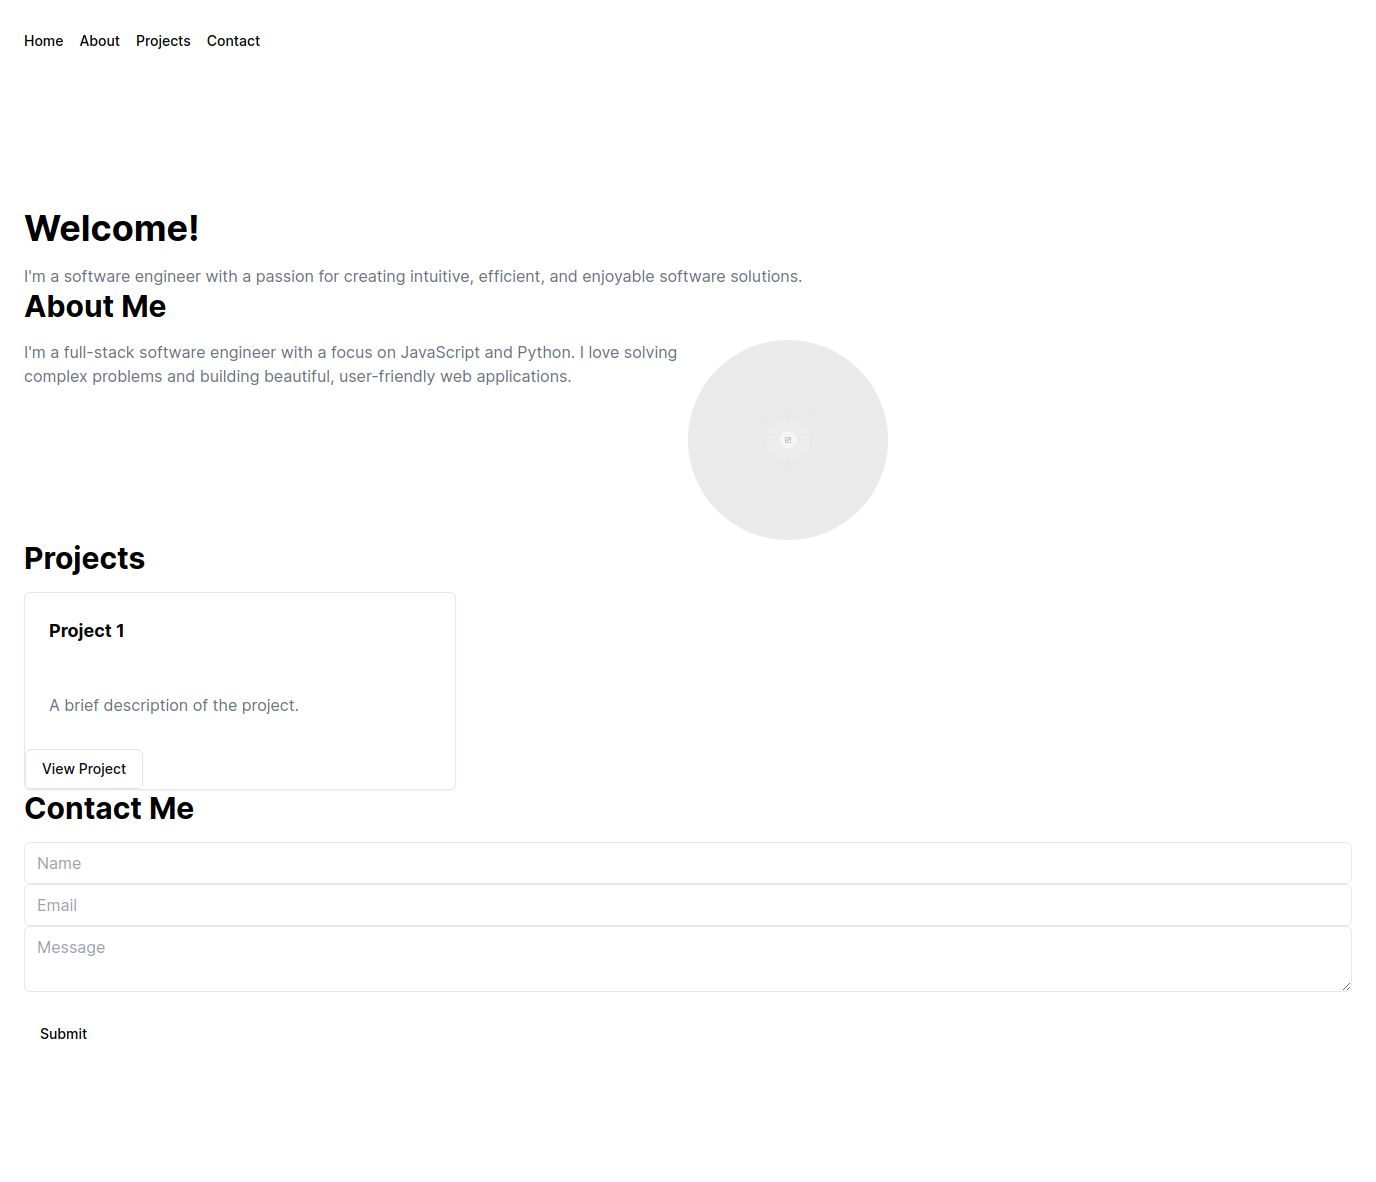 Home About Projects Contact
Welcome!
I'm a software engineer with a passion for creating intuitive, efficient, and enjoyable software solutions.
About Me
I'm a full-stack software engineer with a focus on JavaScript and Python. I love solving
complex problems and building beautiful, user-friendly web applications.
Projects
Project 1
A brief description of the project.
View Project
Contact Me
Name
Email
Message
Submit